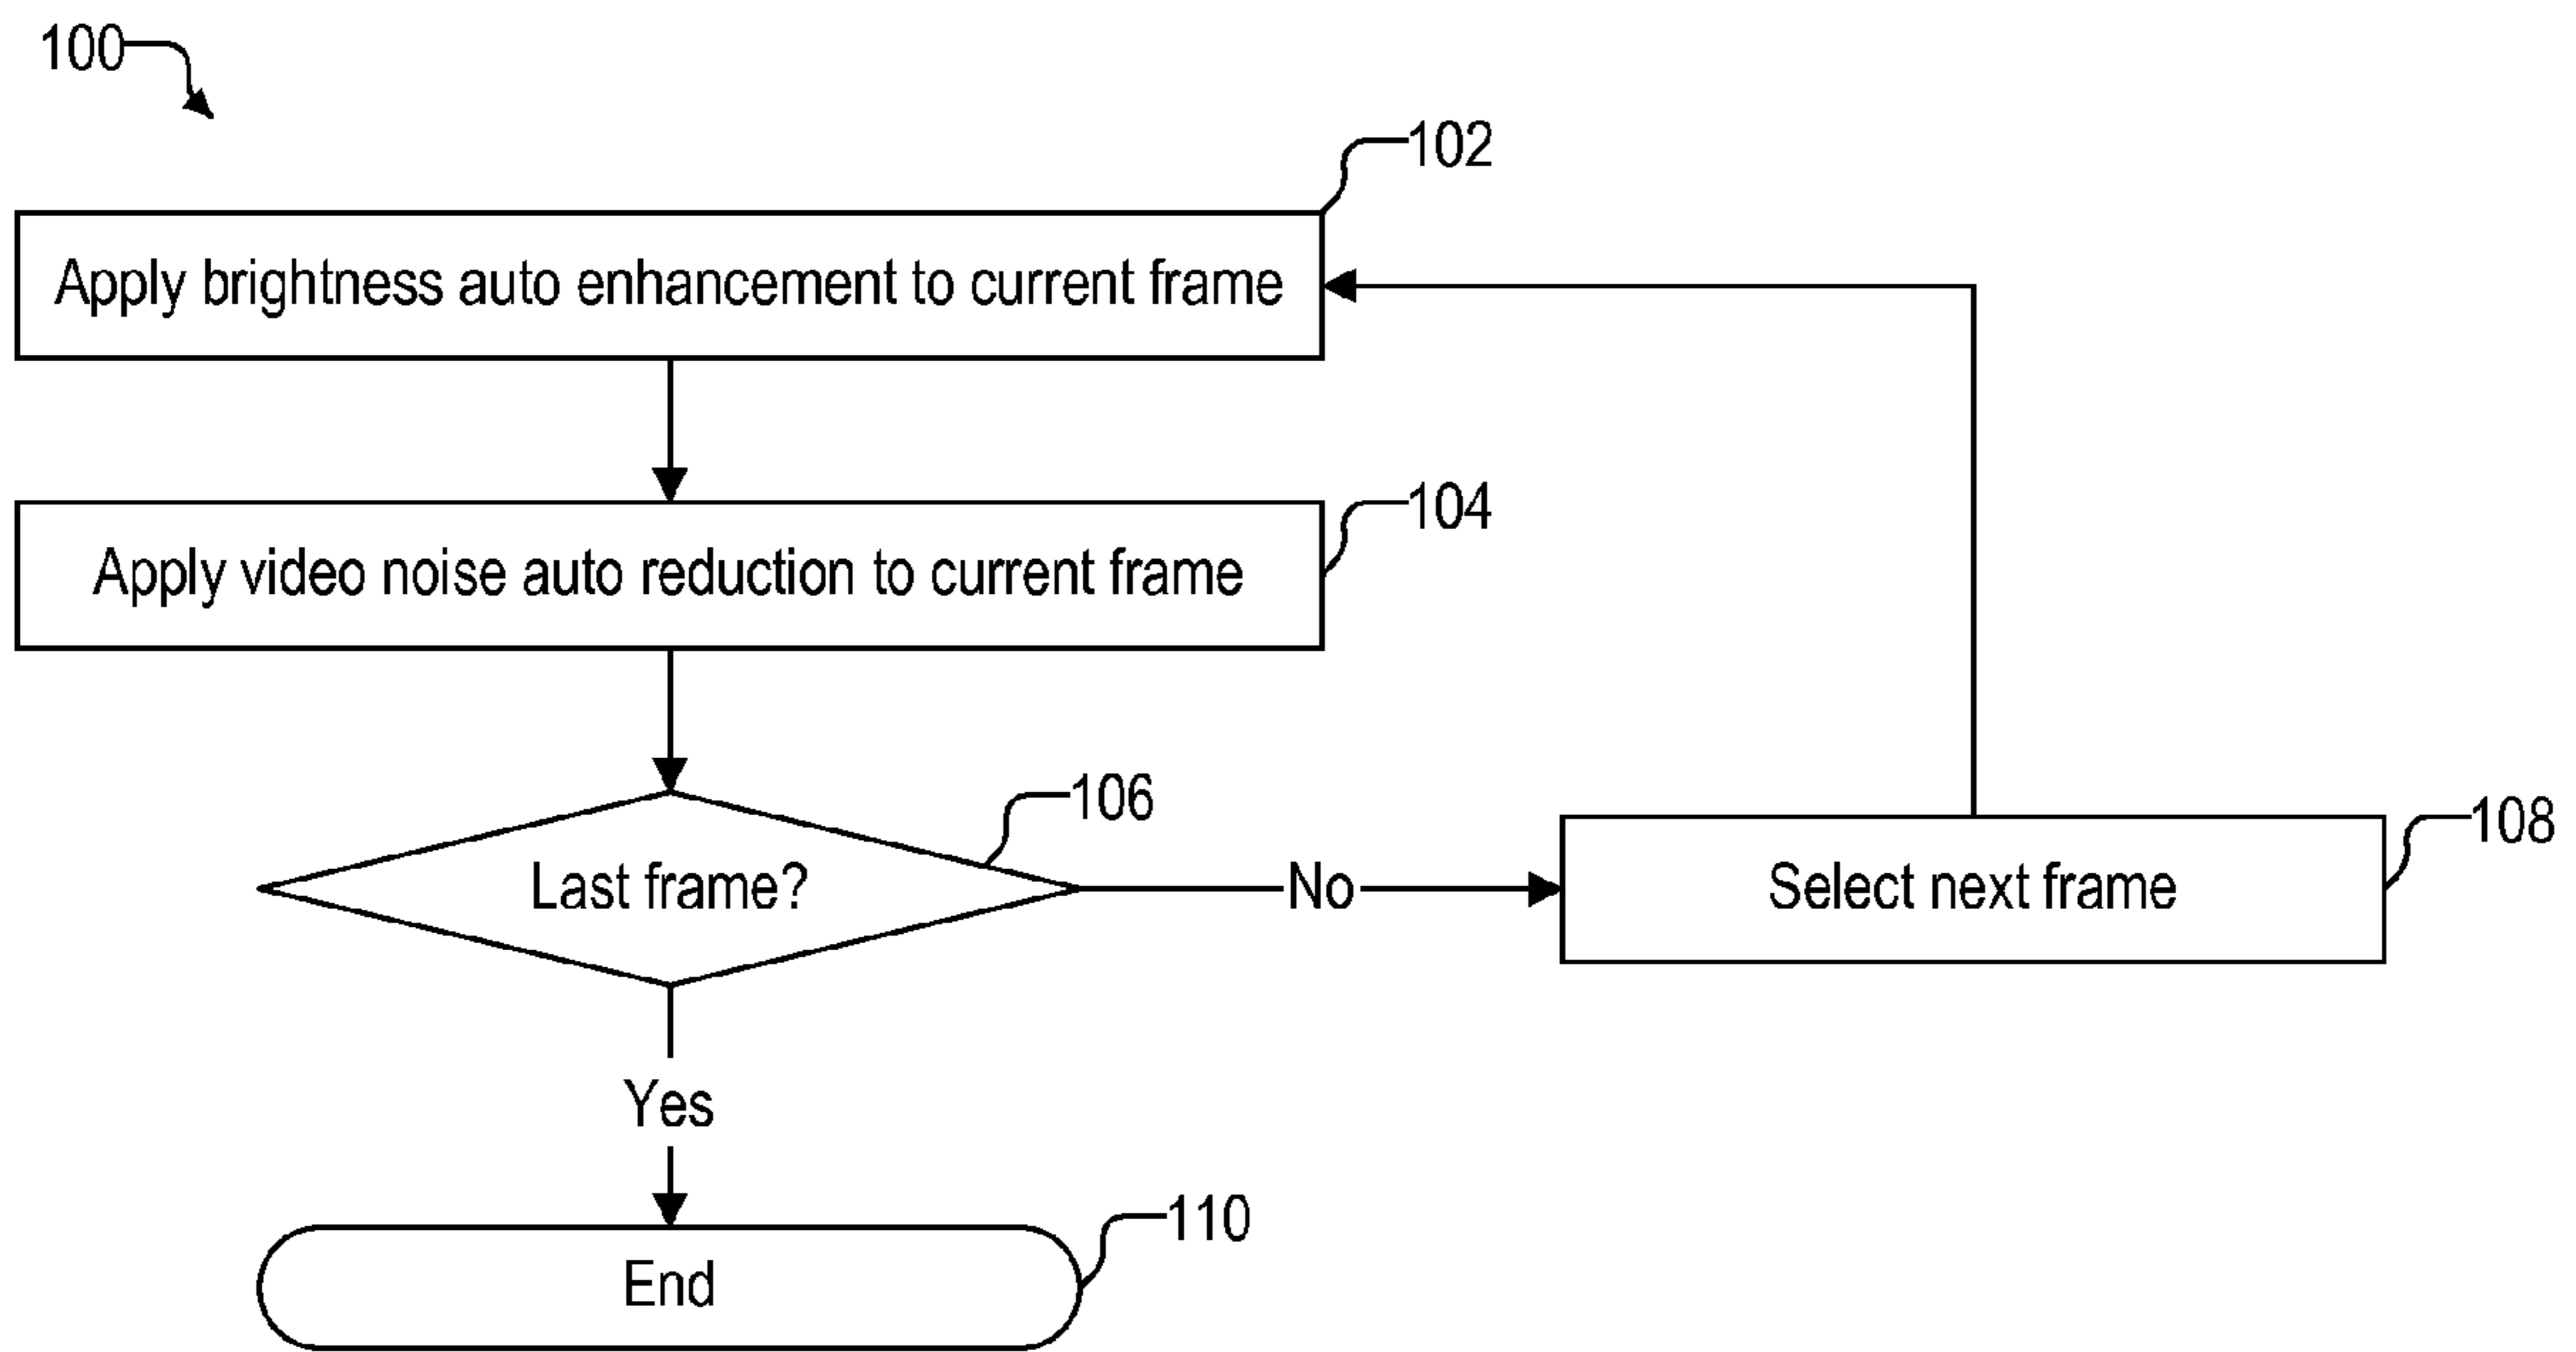 100
102
Apply brightness auto enhancement to current frame
104
Apply video noise auto reduction to current frame
106
Last frame?
No
108
Select next frame
Yes
110
End